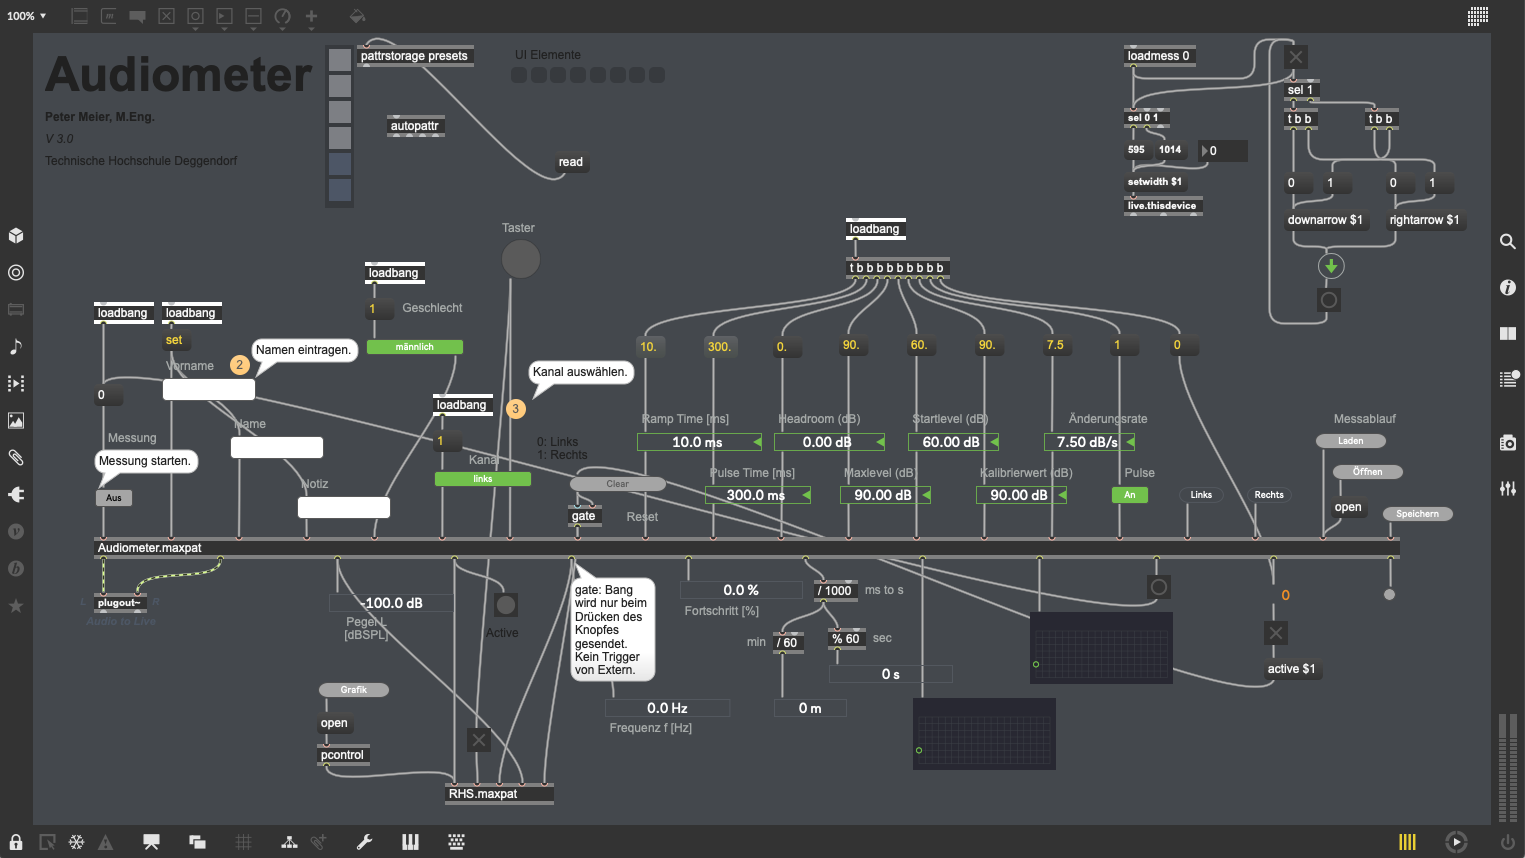 100%
Audiometer
Peter Meier, M.Eng.
V 3.0
Technische Hochschule Deggendorf
pattrstorage presets
autopattr
read
UI Elemente
loadmess 0
sel 0 1
595
1014
0
setwidth $1
live.thisdevice
sel 1
t b b
t b b
0
1
0
1
downarrow $1
rightarrow $1
Taster
loadbang
t b b b b b b b b b
loadbang
1
Geschlecht
männlich
loadbang
loadbang
set
Vorname
2
Namen eintragen.
0
Name
Messung
Messung starten.
Aus
Notiz
loadbang
3
Kanal auswählen.
1
Kanal
links
0: Links
1: Rechts
Clear
gate
Reset
10.
300.
0.
90.
60.
90.
7.5
1
0
Ramp Time [ms]
10.0 ms
Headroom (dB)
0.00 dB
Startlevel (dB)
60.00 dB
Änderungsrate
7.50 dB/s
Pulse Time [ms]
300.0 ms
Maxlevel (dB)
90.00 dB
Kalibrierwert (dB)
90.00 dB
Pulse
An
Links
Rechts
Messablauf
Laden
Öffnen
open
Speichern
Audiometer.maxpat
L
plugout~
R
Audio to Live
-100.0 dB
Pegel L
[dBSPL]
Active
gate: Bang
wird nur beim
Drücken des
Knopfes
gesendet.
Kein Trigger
von Extern.
0.0 %
Fortschritt [%]
/ 1000
ms to s
min
/ 60
% 60
sec
0 s
0 m
0.0 Hz
Frequenz f [Hz]
0
active $1
Grafik
open
pcontrol
RHS.maxpat